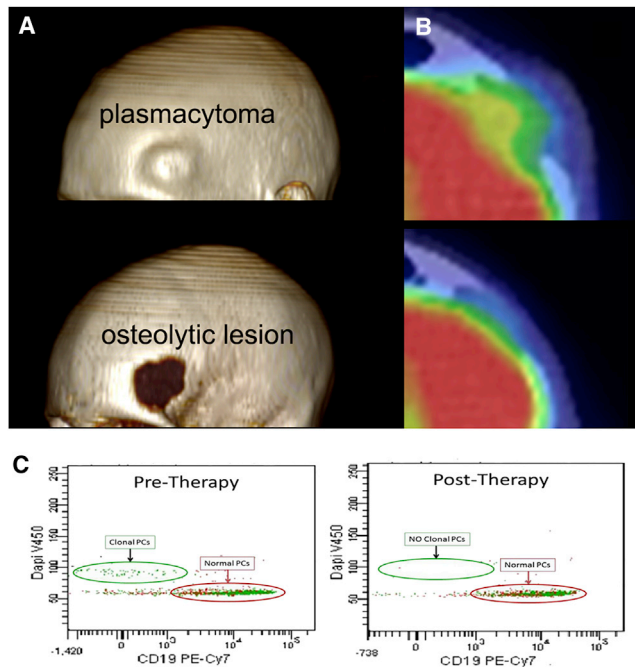 A
B
plasmacytoma
osteolytic lesion
C
Pre-Therapy
Post-Therapy
Clonal PCs
Normal PCs
NO Clonal PCs
Normal PCs
Dapi V450
250
200
150
100
50
-1,420
0
10³
10⁴
10⁵
CD19 PE-Cy7
Dapi V450
250
200
150
100
50
-738
0
10³
10⁴
10⁵
CD19 PE-Cy7